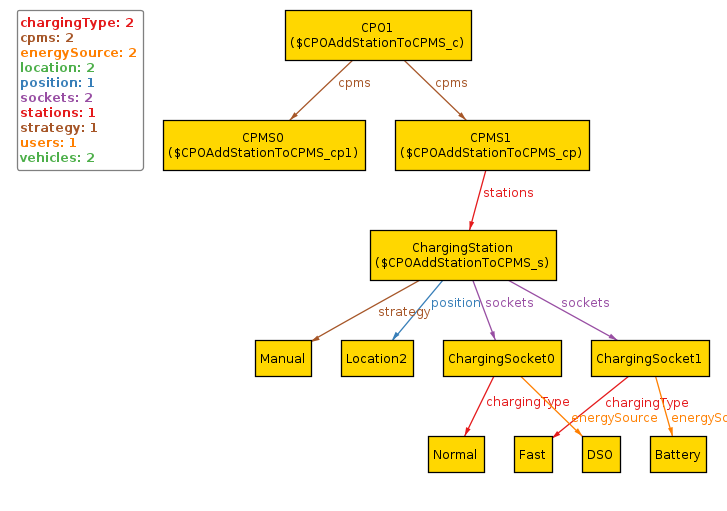 chargingType: 2
cpms: 2
energySource: 2
location: 2
position: 1
sockets: 2
stations: 1
strategy: 1
users: 1
vehicles: 2
CPO1
($CPOAddStationToCPMS_c)
cpms
cpms
CPMS0
($CPOAddStationToCPMS_cp1)
CPMS1
($CPOAddStationToCPMS_cp)
stations
ChargingStation
($CPOAddStationToCPMS_s)
strategy
position
sockets
sockets
Manual
Location2
ChargingSocket0
ChargingSocket1
chargingType
chargingType
energySource
Normal
Fast
DSO
Battery